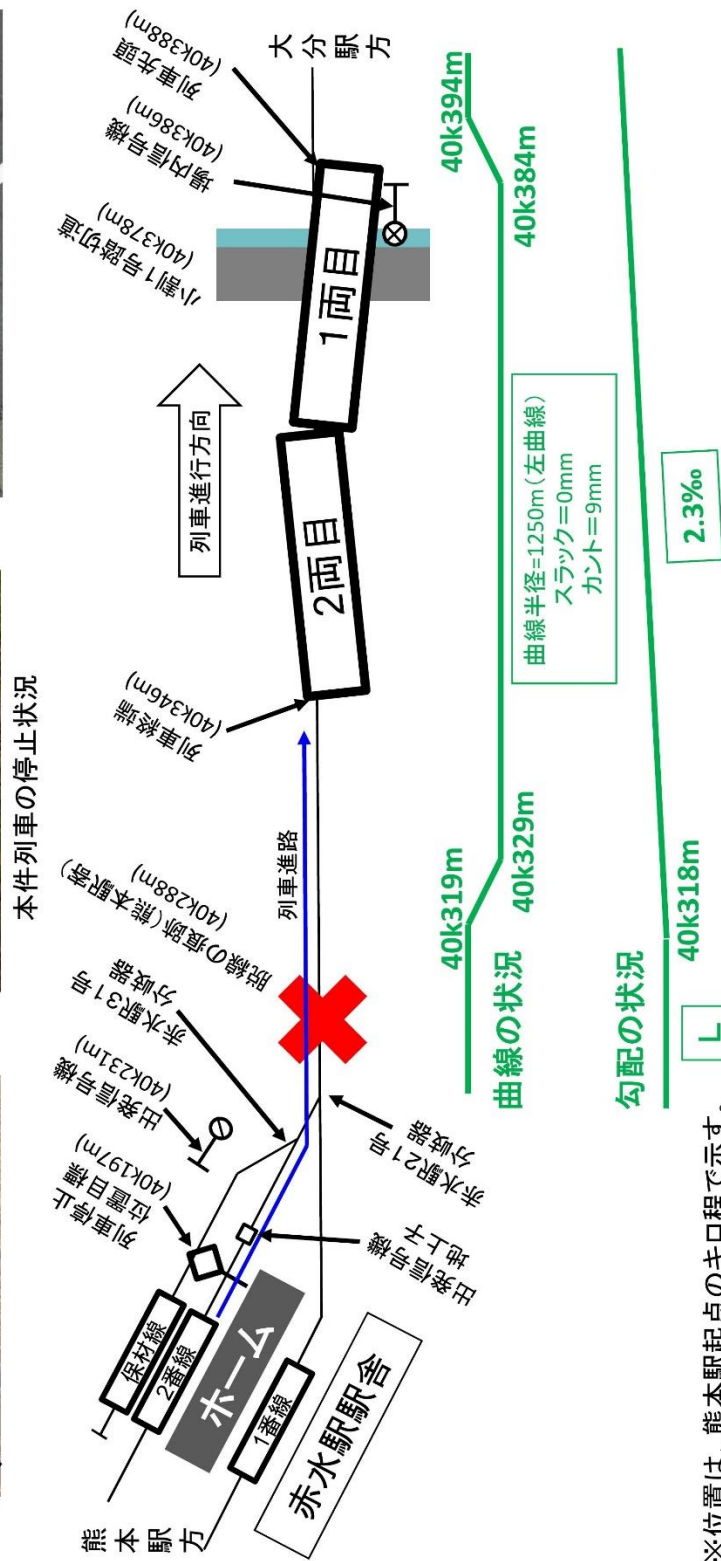 本件列車の停止状況
熊本駅方
大分駅方
列車進行方向
小割1号踏切道
(40k378m)
場内信号機
(40k386m)
列車先頭
(40k388m)
1両目
2両目
列車終端
(40k346m)
列車進路
脱線の痕跡(熊本駅寄)
(40k288m)
赤水駅31号
分岐器
出発信号機
(40k231m)
列車停止
位置目標
(40k197m)
保材線
2番線
ホーム
1番線
赤水駅駅舎
出発信号機
地上子
赤水駅21号
分岐器
曲線の状況
40k319m
40k329m
曲線半径=1250m(左曲線)
スラック=0mm
カント=9mm
40k384m
40k394m
勾配の状況
L
40k318m
2.3‰
※位置は、熊本駅起点のキロ程で示す。